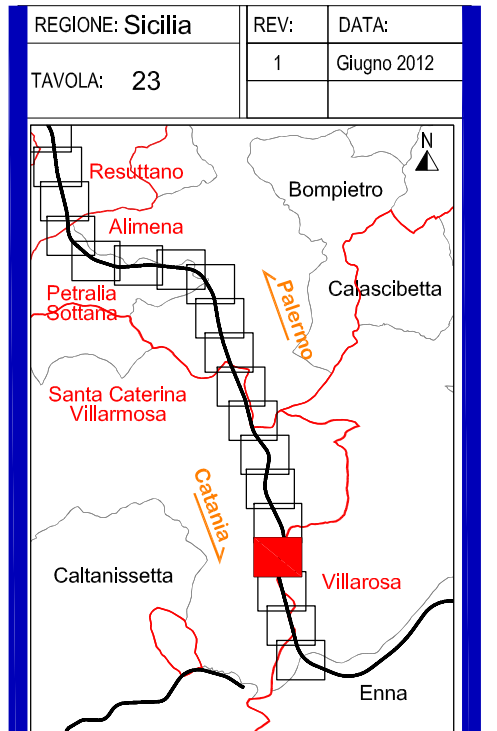 REGIONE: Sicilia
REV:
DATA:
1
Giugno 2012
TAVOLA: 23
N
Resuttano
Bompietro
Alimena
Calascibetta
Petralia
Sottana
Palermo
Santa Caterina
Villarmosa
Catania
Caltanissetta
Villarosa
Enna